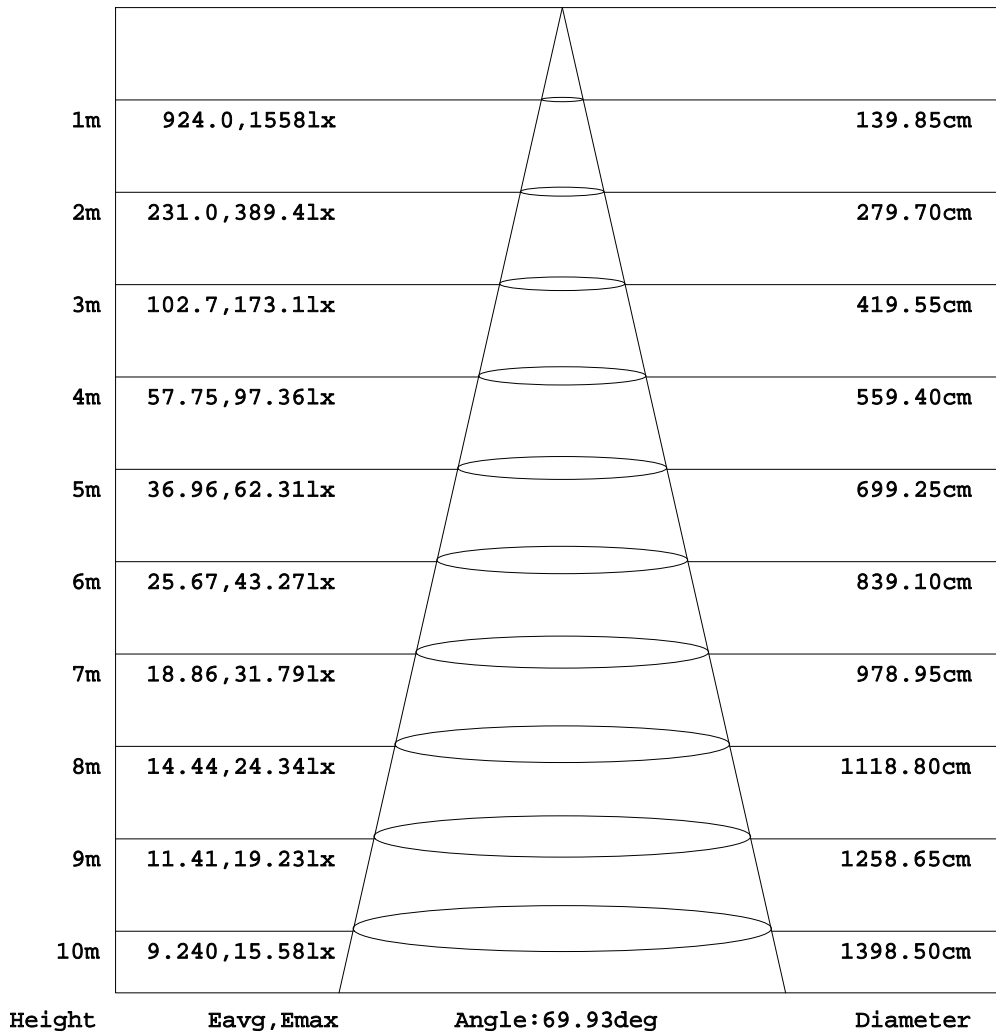 1m 924.0,1558lx 139.85cm
2m 231.0,389.4lx 279.70cm
3m 102.7,173.1lx 419.55cm
4m 57.75,97.36lx 559.40cm
5m 36.96,62.31lx 699.25cm
6m 25.67,43.27lx 839.10cm
7m 18.86,31.79lx 978.95cm
8m 14.44,24.34lx 1118.80cm
9m 11.41,19.23lx 1258.65cm
10m 9.240,15.58lx 1398.50cm
Height Eavg,Emax Angle:69.93deg Diameter